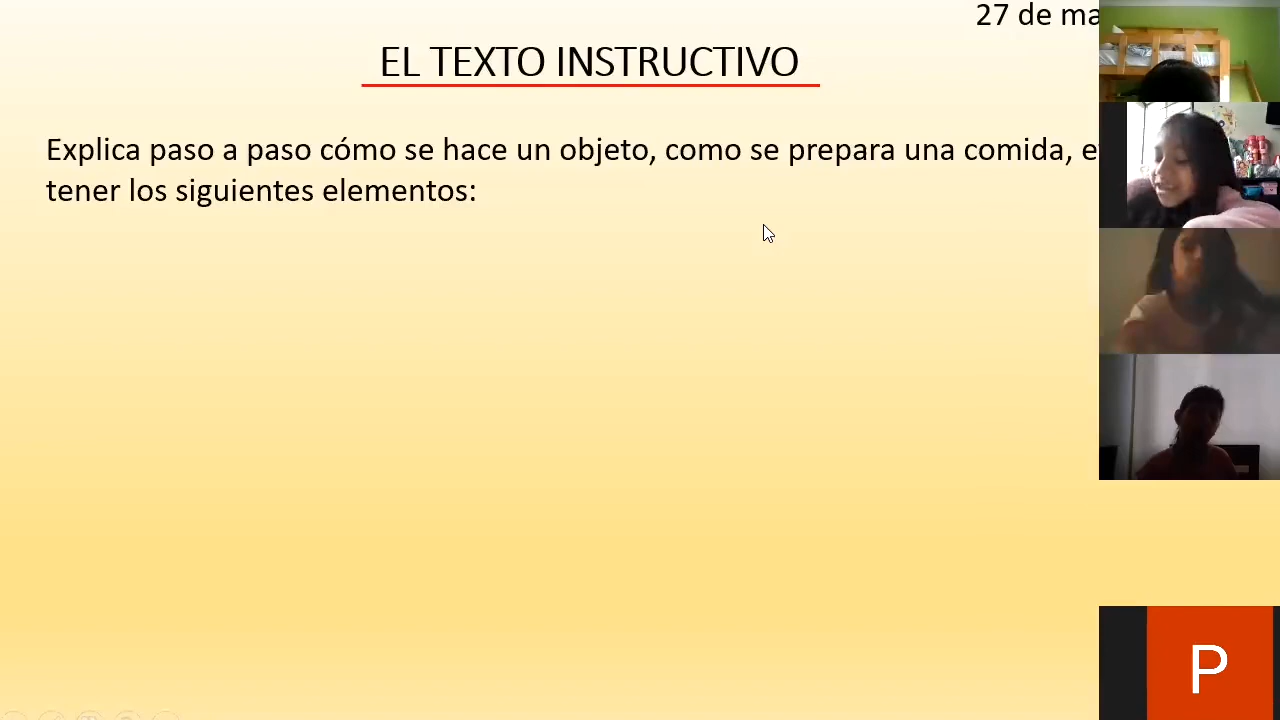 27 de
EL TEXTO INSTRUCTIVO
Explica paso a paso cómo se hace un objeto, como se prepara una comida,
tener los siguientes elementos:
P